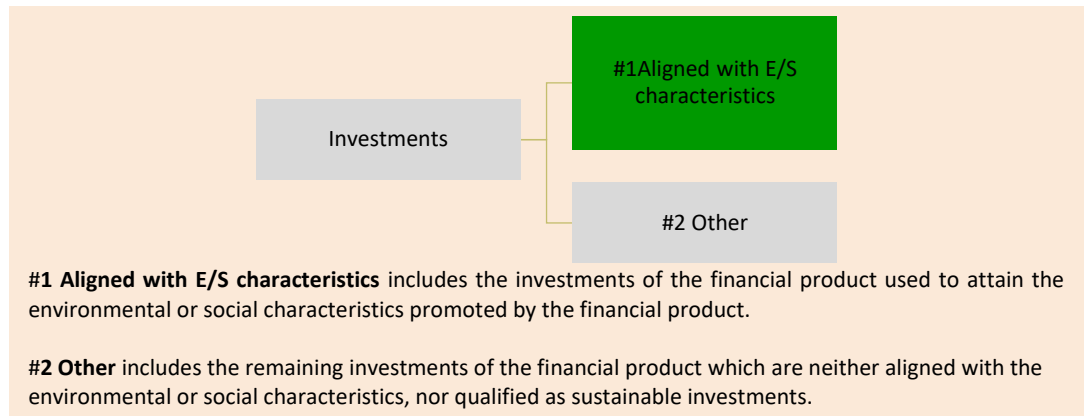 #1Aligned with E/S
characteristics
Investments
#2 Other
#1 Aligned with E/S characteristics includes the investments of the financial product used to attain the
environmental or social characteristics promoted by the financial product.
#2 Other includes the remaining investments of the financial product which are neither aligned with the
environmental or social characteristics, nor qualified as sustainable investments.